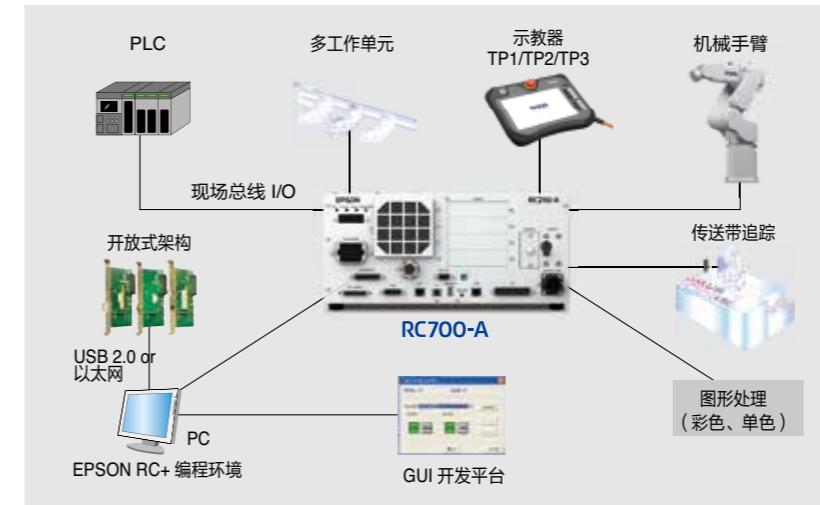 PLC
多工作单元
示教器
TP1/TP2/TP3
机械手臂
现场总线 I/O
EPSON
RC700-A
开放式架构
传送带追踪
RC700-A
USB 2.0 or
以太网
PC
EPSON RC+ 编程环境
GUI 开发平台
图形处理
（彩色、单色）